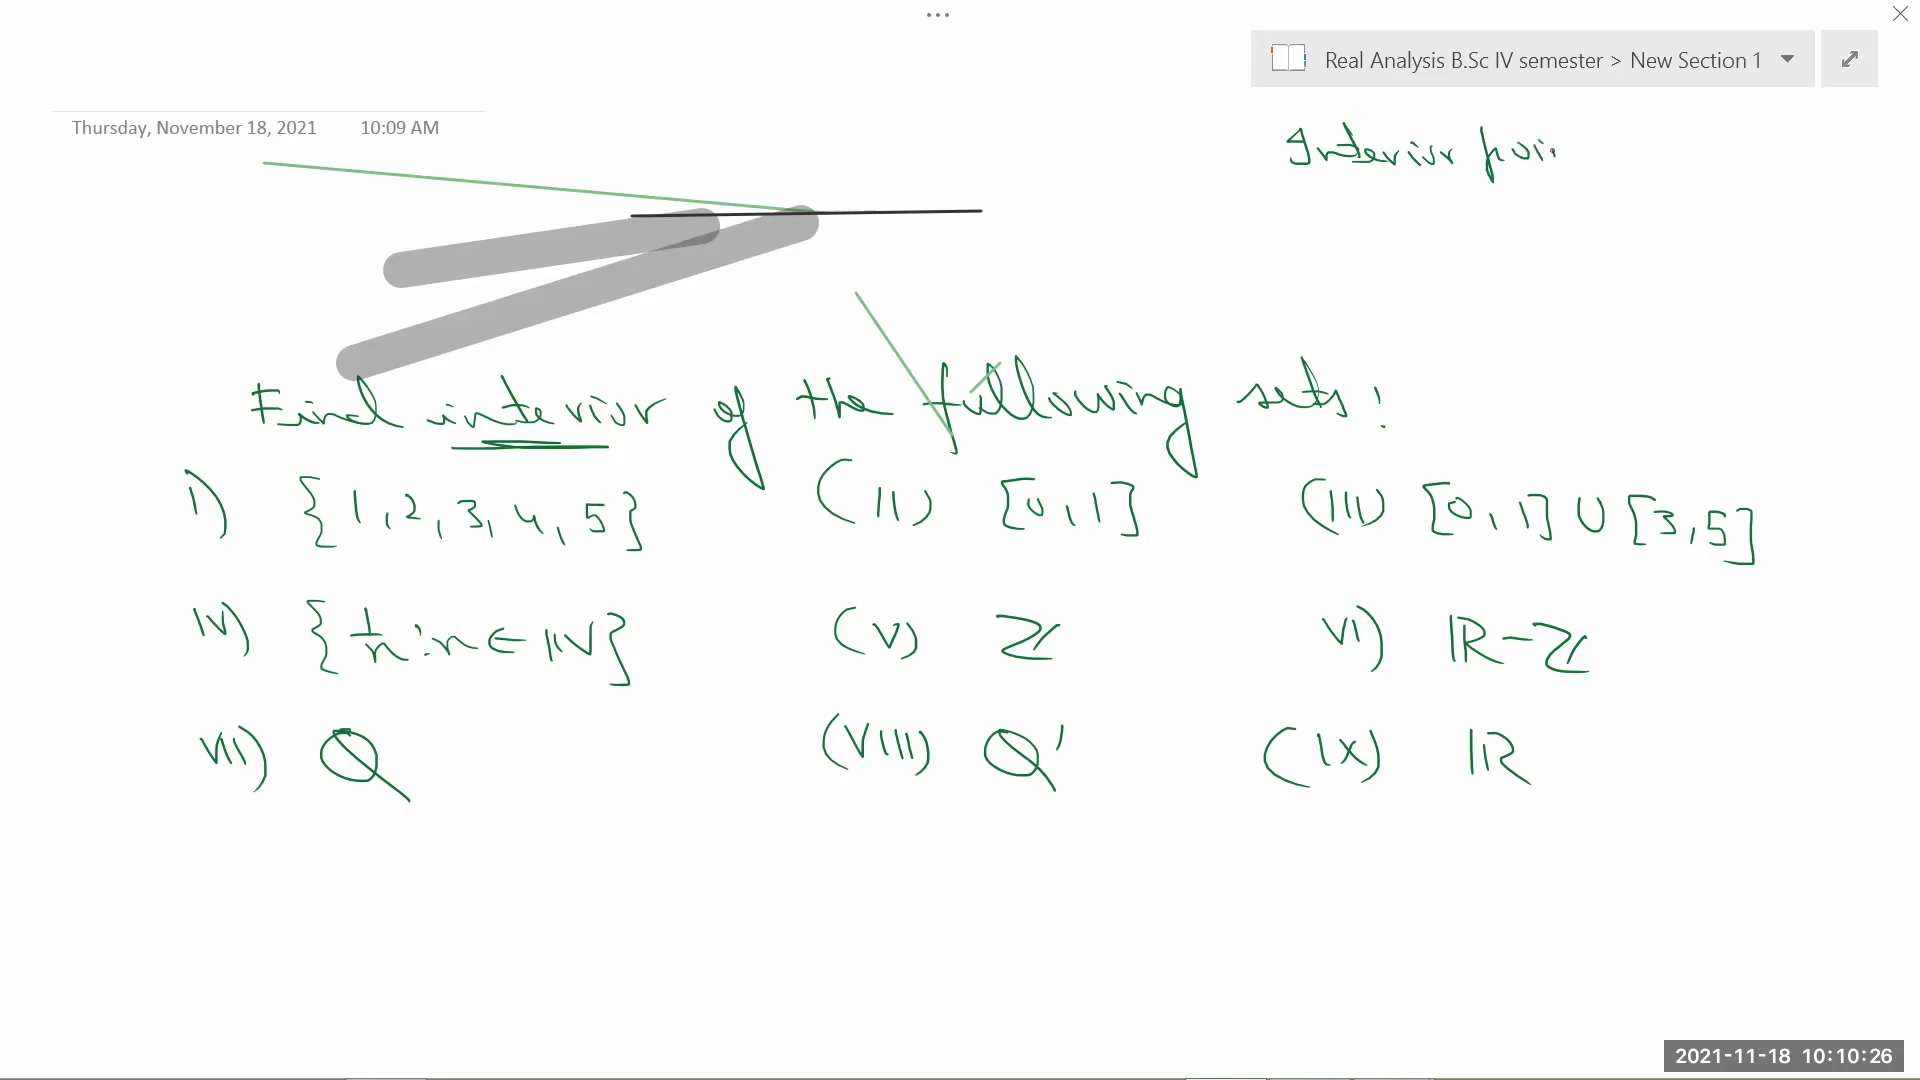 ...
Real Analysis B.Sc IV semester > New Section 1
Thursday, November 18, 2021 10:09 AM
Interior poi
Find interior of the following sets:
i) {1, 2, 3, 4, 5} (II) [0, 1] (III) [0, 1] ∪ [3, 5]
IV) {1/n : n ∈ ℕ} (V) ℤ VI) ℝ - ℤ
VII) Q (VIII) Q' (IX) ℝ
2021-11-18 10:10:26